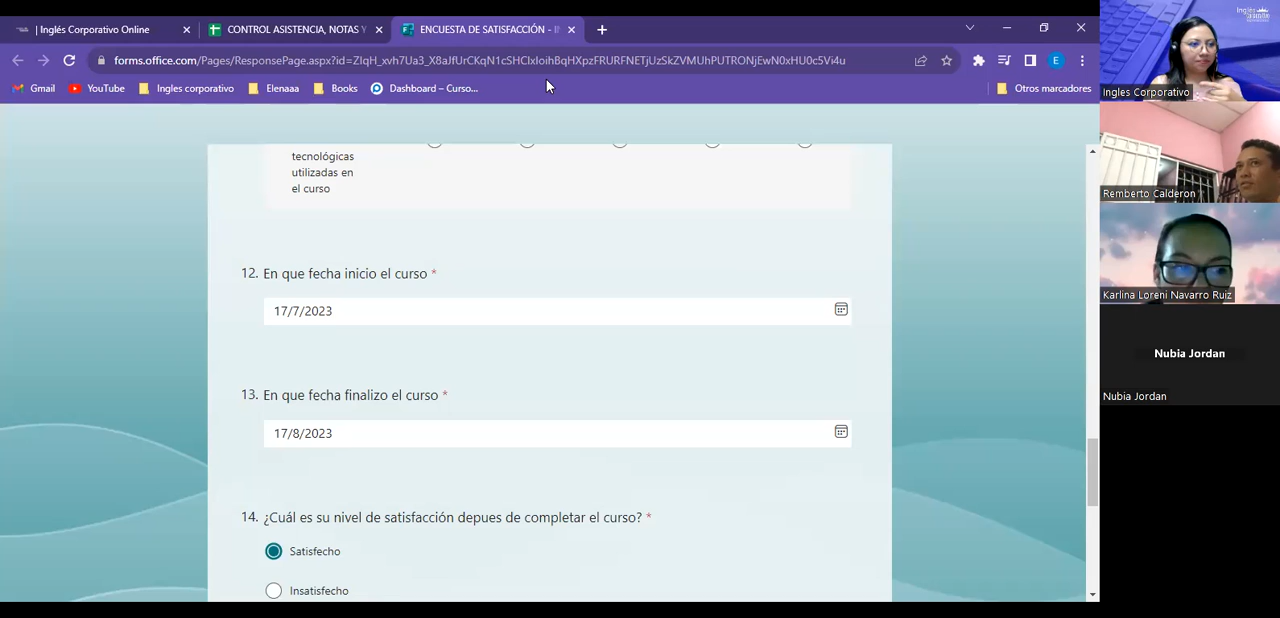 | Inglés Corporativo Online
CONTROL ASISTENCIA, NOTAS Y
ENCUESTA DE SATISFACCIÓN - I
forms.office.com/Pages/ResponsePage.aspx?id=ZIqH_xvh7Ua3_X8aJfUrCKqN1cSHCIxIoihBqHXpzFRURFNETjUzSkZVMUhPUTRONjEwN0xHU0c5Vi4u
E
Gmail
YouTube
Ingles corporativo
Elenaaa
Books
Dashboard – Curso...
Otros marcadores
tecnológicas
utilizadas en
el curso
12. En que fecha inicio el curso *
17/7/2023
13. En que fecha finalizo el curso *
17/8/2023
14. ¿Cuál es su nivel de satisfacción depues de completar el curso? *
Satisfecho
Insatisfecho
Inglés
Ingles Corporativo
Remberto Calderon
Karlina Loreni Navarro Ruiz
Nubia Jordan
Nubia Jordan